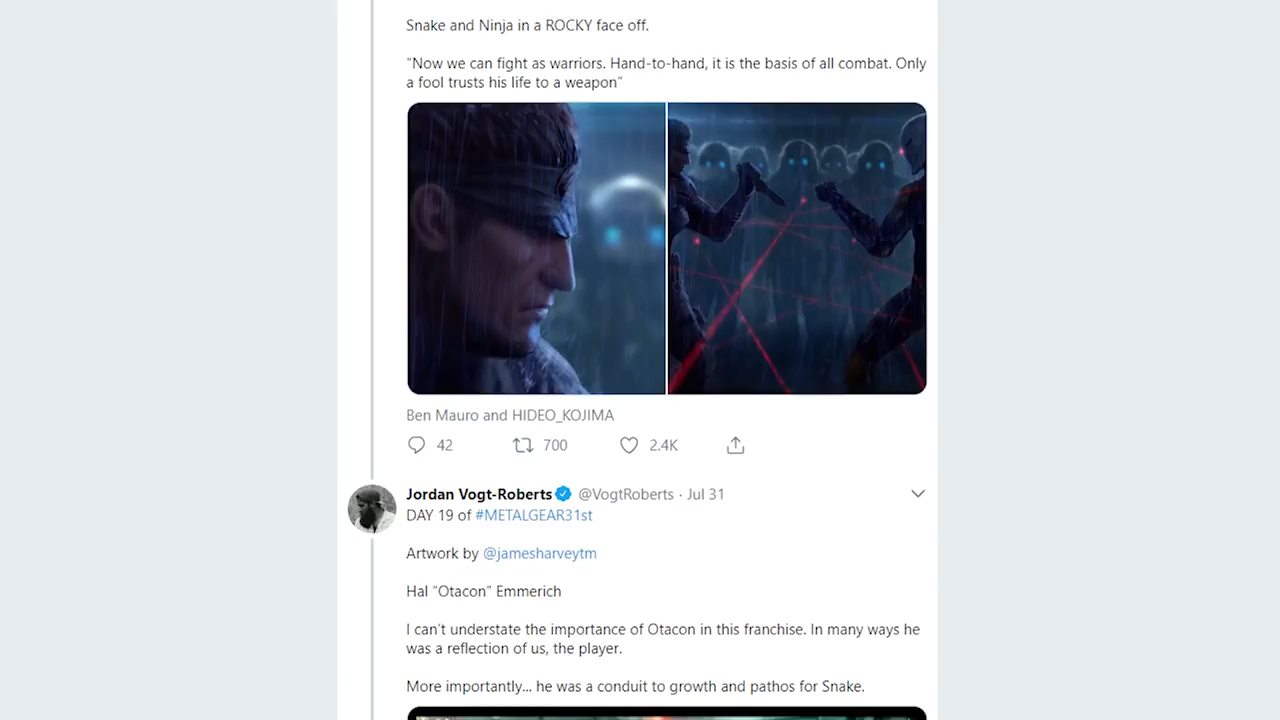 Snake and Ninja in a ROCKY face off.
“Now we can fight as warriors. Hand-to-hand, it is the basis of all combat. Only
a fool trusts his life to a weapon”
Ben Mauro and HIDEO_KOJIMA
42 700 2.4K
Jordan Vogt-Roberts @VogtRoberts · Jul 31
DAY 19 of #METALGEAR31st
Artwork by @jamesharveytm
Hal “Otacon” Emmerich
I can’t understate the importance of Otacon in this franchise. In many ways he
was a reflection of us, the player.
More importantly... he was a conduit to growth and pathos for Snake.